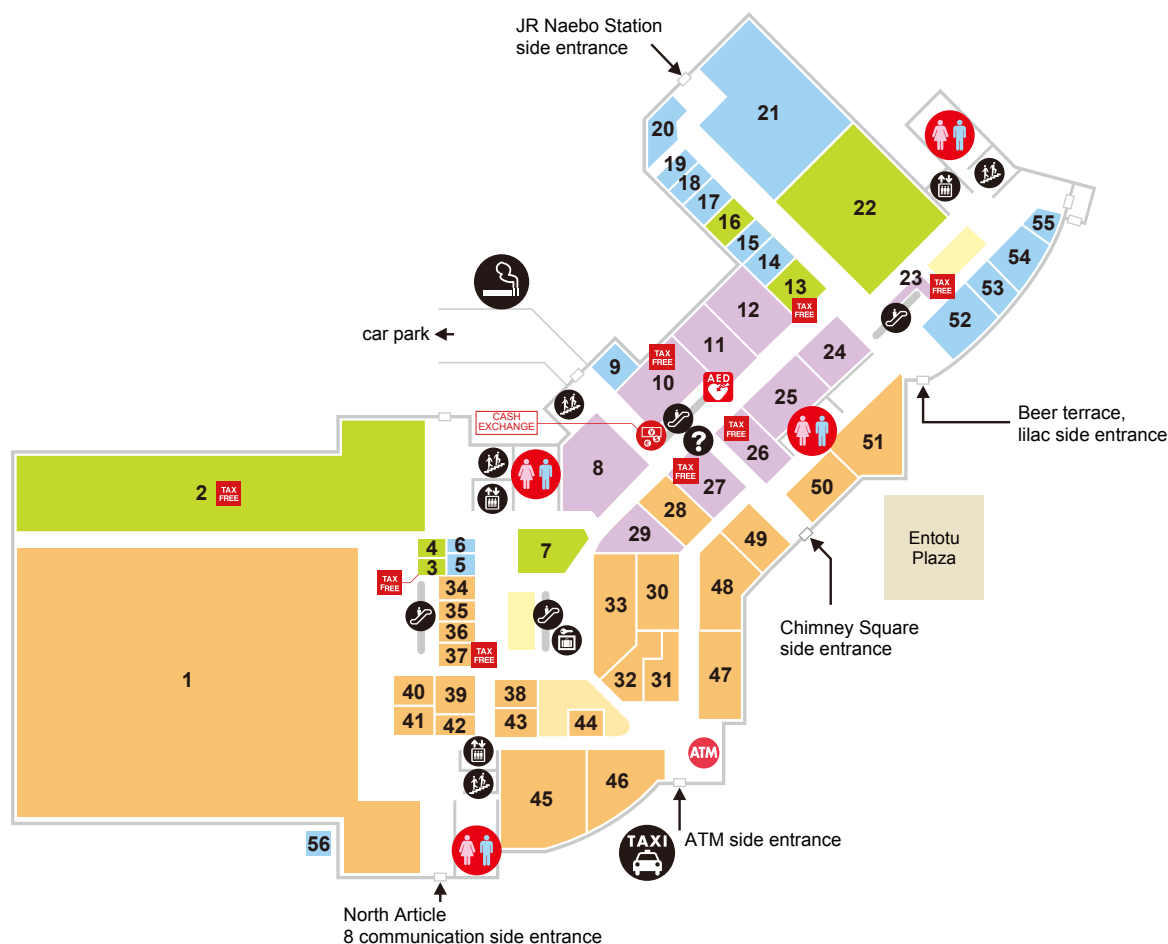 JR Naebo Station
side entrance
21
20
19
18
17
16
15
14
13
TAX
FREE
22
55
54
53
23
TAX
FREE
52
12
11
car park
9
TAX
FREE
10
AED
24
25
Beer terrace,
lilac side entrance
CASH
EXCHANGE
?
TAX
FREE
26
51
8
TAX
FREE
27
50
2
TAX
FREE
28
29
49
Entotu
Plaza
4
6
3
5
7
TAX
FREE
34
35
36
37
TAX
FREE
33
30
48
Chimney Square
side entrance
1
32
31
47
40
39
38
41
42
43
44
ATM
45
46
56
TAXI
ATM side entrance
North Article
8 communication side entrance